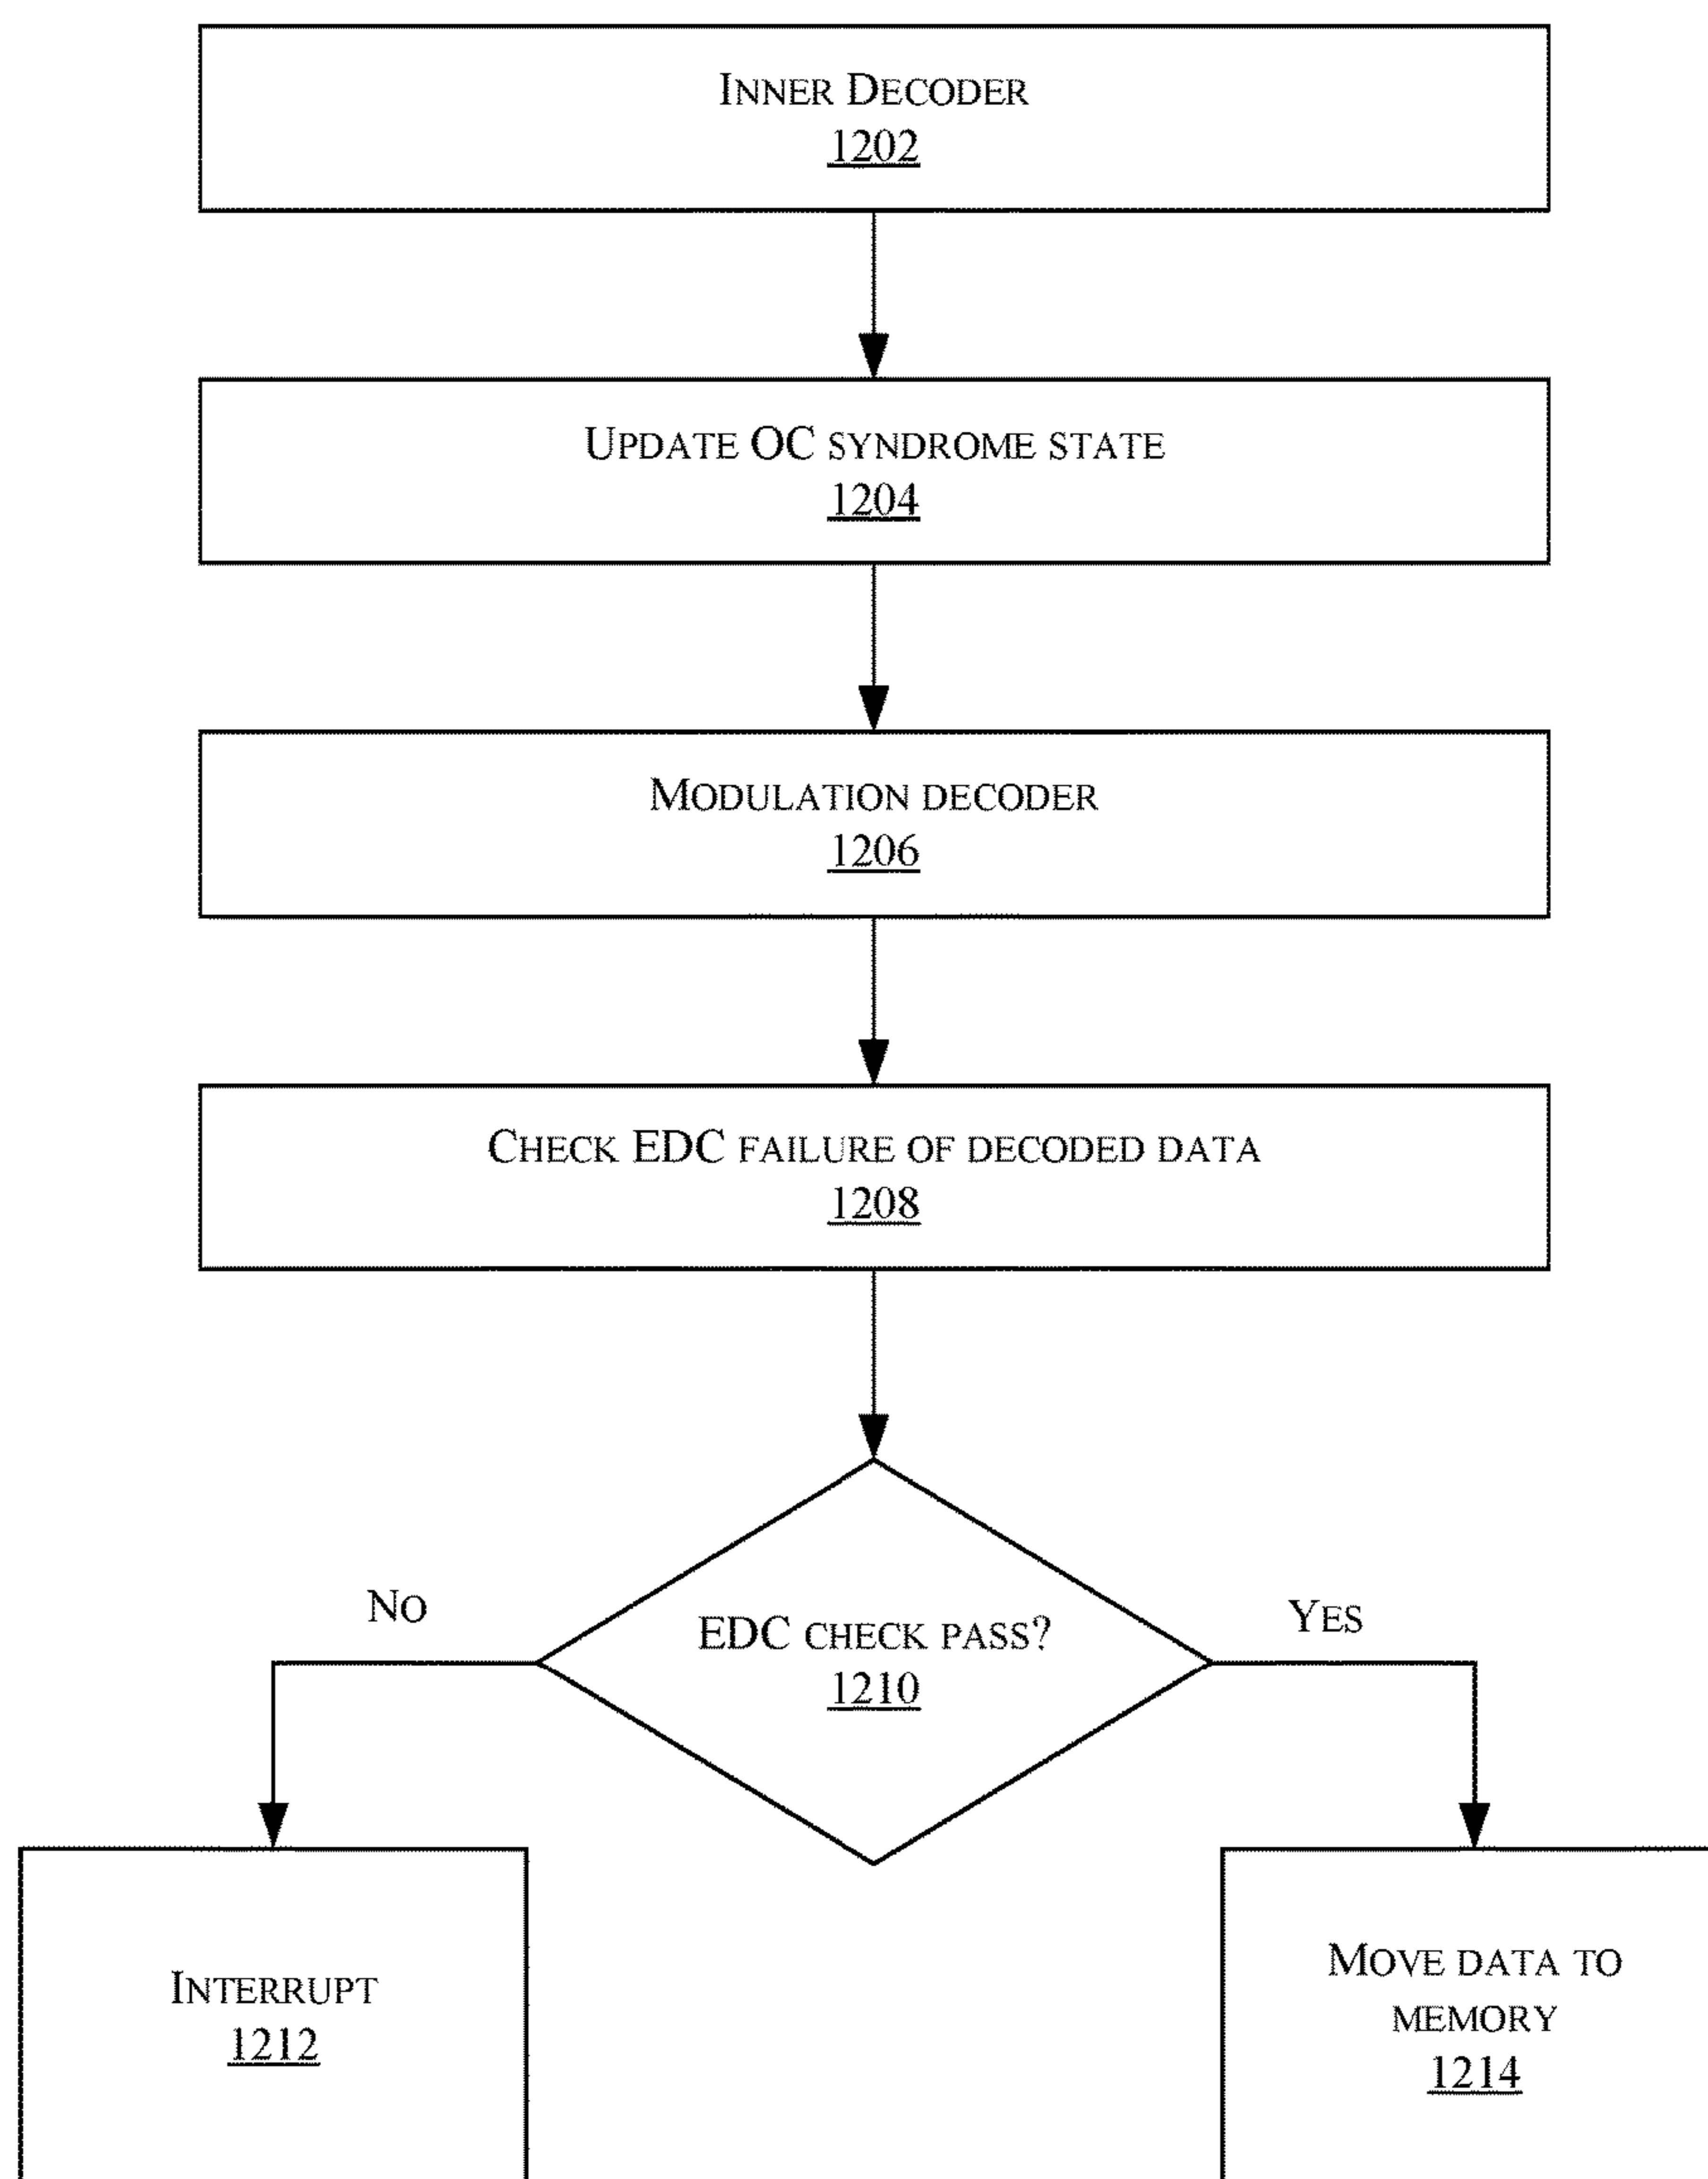 INNER DECODER
1202
UPDATE OC SYNDROME STATE
1204
MODULATION DECODER
1206
CHECK EDC FAILURE OF DECODED DATA
1208
NO
EDC CHECK PASS?
1210
YES
INTERRUPT
1212
MOVE DATA TO
MEMORY
1214